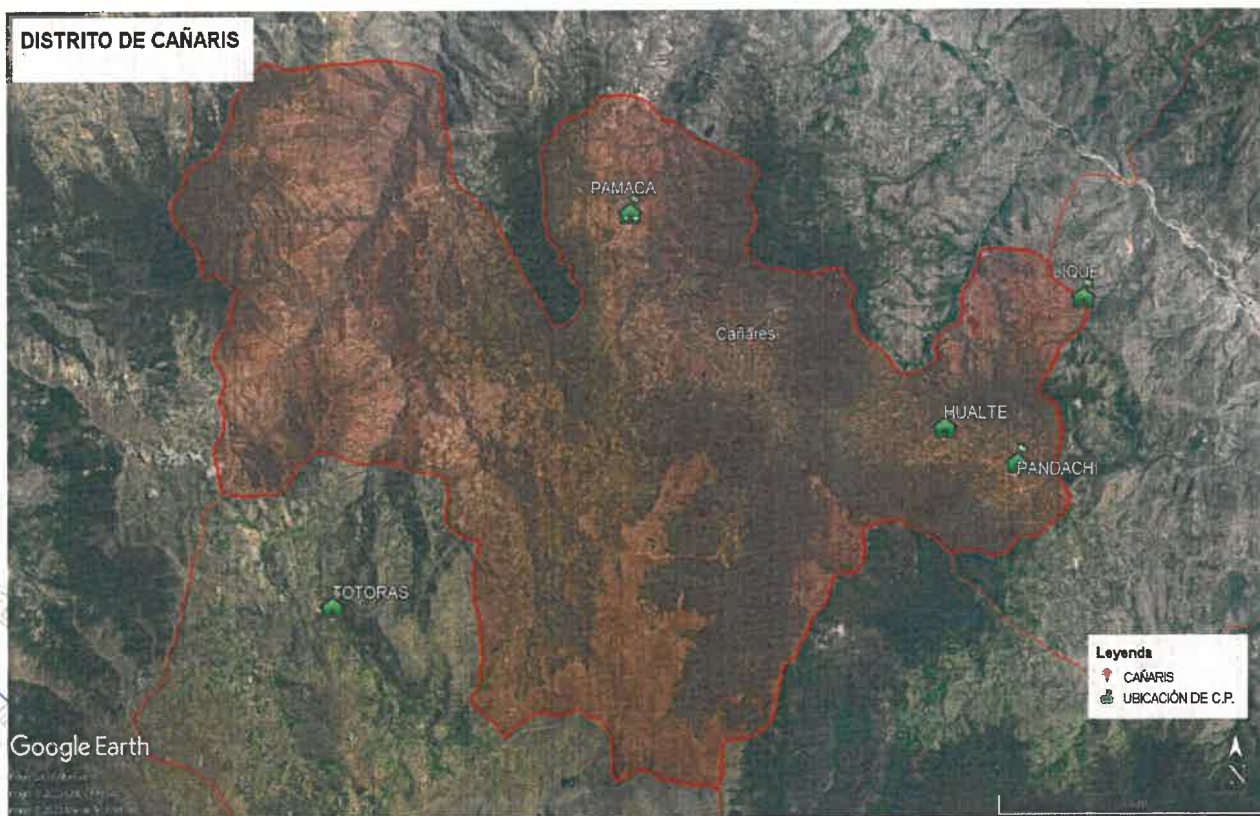 DISTRITO DE CAÑARIS
PAMACA
JIQUE
Cañares
HUALTE
PANDACHI
TOTORAS
Leyenda
CAÑARIS
UBICACIÓN DE C.P.
Google Earth